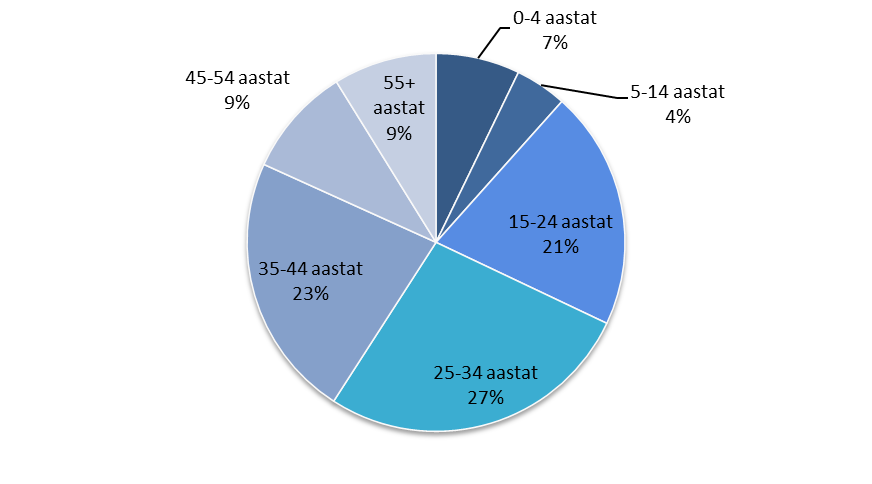 0-4 aastat
7%
5-14 aastat
4%
15-24 aastat
21%
25-34 aastat
27%
35-44 aastat
23%
45-54 aastat
9%
55+
aastat
9%